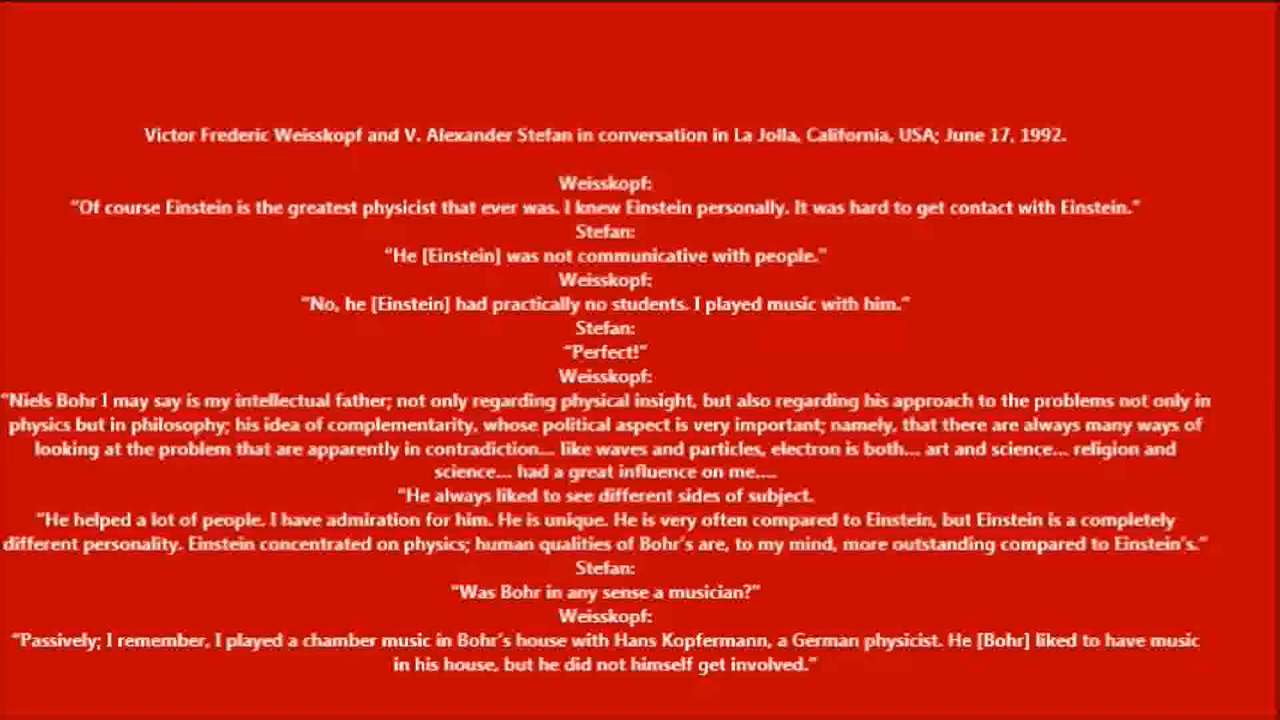 Victor Frederic Weisskopf and V. Alexander Stefan in conversation in La Jolla, California, USA; June 17, 1992.
Weisskopf:
"Of course Einstein is the greatest physicist that ever was. I knew Einstein personally. It was hard to get contact with Einstein."
Stefan:
"He [Einstein] was not communicative with people."
Weisskopf:
"No, he [Einstein] had practically no students. I played music with him."
Stefan:
"Perfect!"
Weisskopf:
"Niels Bohr I may say is my intellectual father; not only regarding physical insight, but also regarding his approach to the problems not only in
physics but in philosophy; his idea of complementarity, whose political aspect is very important; namely, that there are always many ways of
looking at the problem that are apparently in contradiction... like waves and particles, electron is both... art and science... religion and
science... had a great influence on me....
"He always liked to see different sides of subject.
"He helped a lot of people. I have admiration for him. He is unique. He is very often compared to Einstein, but Einstein is a completely
different personality. Einstein concentrated on physics; human qualities of Bohr's are, to my mind, more outstanding compared to Einstein's."
Stefan:
"Was Bohr in any sense a musician?"
Weisskopf:
"Passively; I remember, I played a chamber music in Bohr's house with Hans Kopfermann, a German physicist. He [Bohr] liked to have music
in his house, but he did not himself get involved."